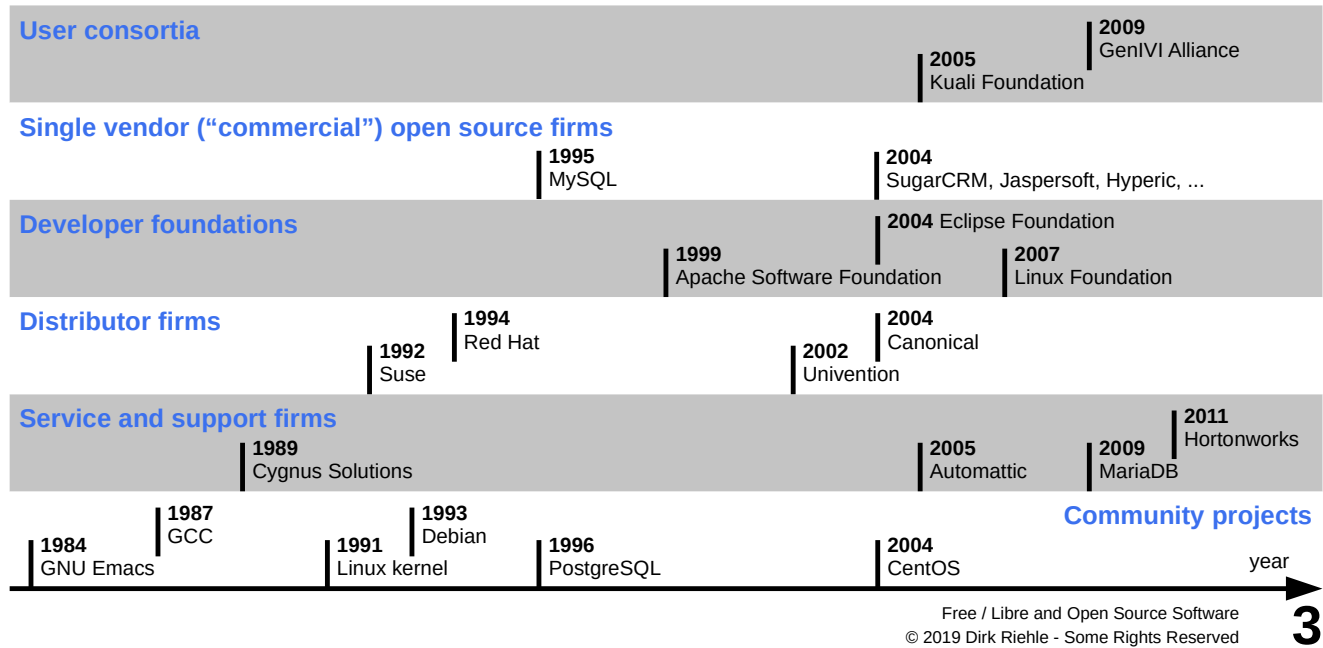 User consortia
2009
GenIVI Alliance
2005
Kuali Foundation
Single vendor (“commercial”) open source firms
1995
MySQL
2004
SugarCRM, Jaspersoft, Hyperic, ...
Developer foundations
2004 Eclipse Foundation
1999
Apache Software Foundation
2007
Linux Foundation
Distributor firms
1994
Red Hat
2004
Canonical
1992
Suse
2002
Univention
Service and support firms
2011
Hortonworks
1989
Cygnus Solutions
2005
Automattic
2009
MariaDB
Community projects
1987
GCC
1993
Debian
1984
GNU Emacs
1991
Linux kernel
1996
PostgreSQL
2004
CentOS
year
Free / Libre and Open Source Software
© 2019 Dirk Riehle - Some Rights Reserved
3